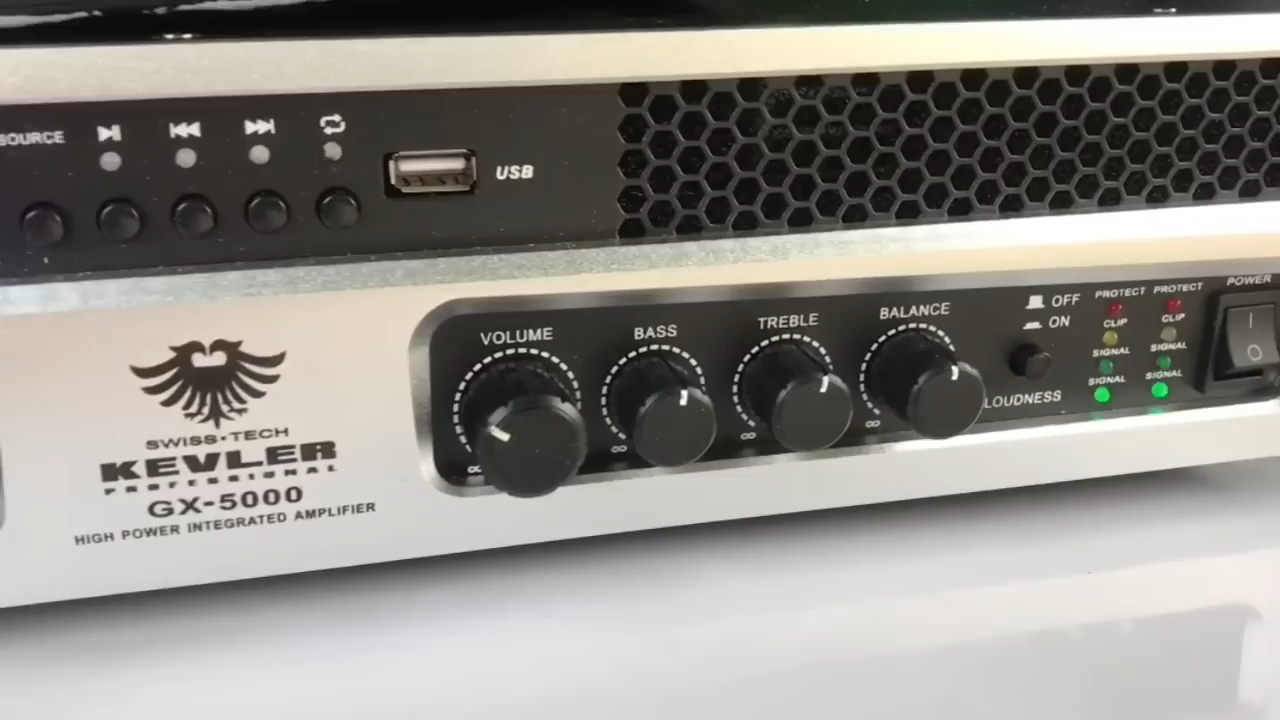 SOURCE
USB
VOLUME
BASS
TREBLE
BALANCE
OFF
ON
LOUDNESS
PROTECT
CLIP
SIGNAL
SIGNAL
PROTECT
CLIP
SIGNAL
SIGNAL
POWER
SWISS•TECH
KEVLER
PROFESSIONAL
GX-5000
HIGH POWER INTEGRATED AMPLIFIER